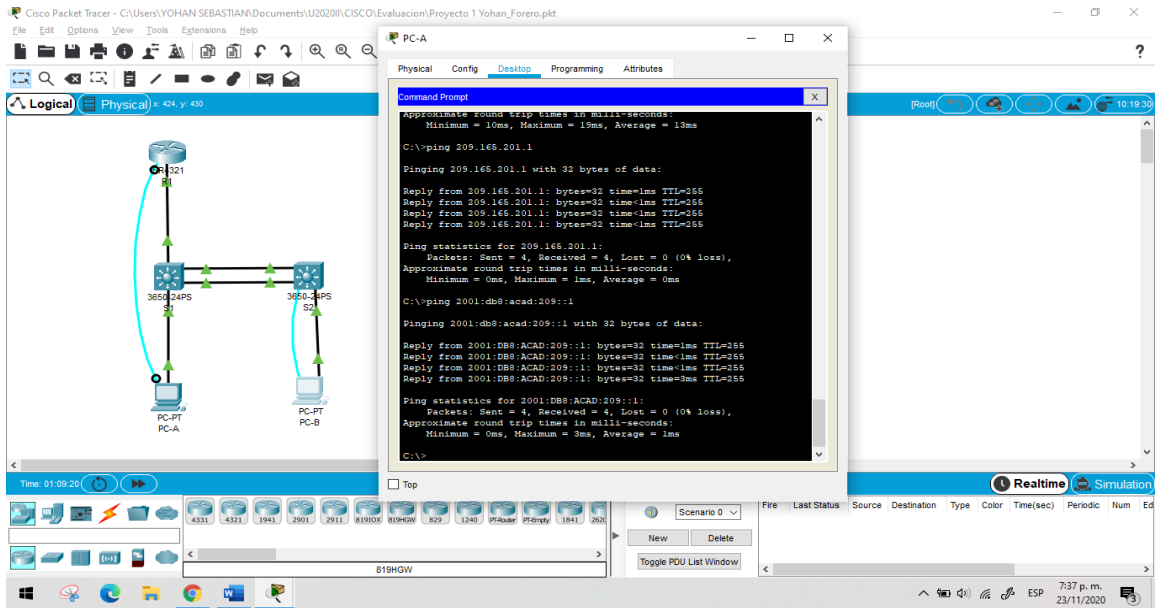 Cisco Packet Tracer - C:\Users\YOHAN SEBASTIAN\Documents\U2020II\CISCO\Evaluacion\Proyecto 1 Yohan_Forero.pkt
File Edit Options View Tools Extensions Help
?
Logical Physical x: 424, y: 430
[Root] 10:19:30
R1
3650-24PS
S1
3650-24PS
S2
PC-PT
PC-A
PC-PT
PC-B
PC-A
Physical Config Desktop Programming Attributes
Command Prompt X
Approximate round trip times in milli-seconds:
Minimum = 10ms, Maximum = 19ms, Average = 13ms
C:\>ping 209.165.201.1
Pinging 209.165.201.1 with 32 bytes of data:
Reply from 209.165.201.1: bytes=32 time=1ms TTL=255
Reply from 209.165.201.1: bytes=32 time<1ms TTL=255
Reply from 209.165.201.1: bytes=32 time<1ms TTL=255
Reply from 209.165.201.1: bytes=32 time<1ms TTL=255
Ping statistics for 209.165.201.1:
Packets: Sent = 4, Received = 4, Lost = 0 (0% loss),
Approximate round trip times in milli-seconds:
Minimum = 0ms, Maximum = 1ms, Average = 0ms
C:\>ping 2001:db8:acad:209::1
Pinging 2001:db8:acad:209::1 with 32 bytes of data:
Reply from 2001:DB8:ACAD:209::1: bytes=32 time=1ms TTL=255
Reply from 2001:DB8:ACAD:209::1: bytes=32 time<1ms TTL=255
Reply from 2001:DB8:ACAD:209::1: bytes=32 time<1ms TTL=255
Reply from 2001:DB8:ACAD:209::1: bytes=32 time=3ms TTL=255
Ping statistics for 2001:DB8:ACAD:209::1:
Packets: Sent = 4, Received = 4, Lost = 0 (0% loss),
Approximate round trip times in milli-seconds:
Minimum = 0ms, Maximum = 3ms, Average = 1ms
C:\>
Top
Time: 01:09:20
Realtime Simulation
4331 4321 1941 2901 2911 819IOX 819HGW 829 1240 PT-Router PT-Empty 1841 262
819HGW
Scenario 0
New Delete
Toggle PDU List Window
Fire Last Status Source Destination Type Color Time(sec) Periodic Num Ed
ESP
7:37 p. m.
23/11/2020
3